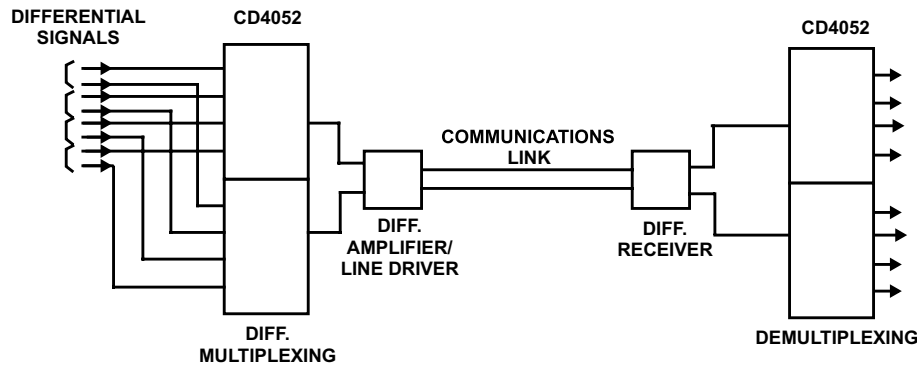 DIFFERENTIAL
SIGNALS
CD4052
CD4052
COMMUNICATIONS
LINK
DIFF.
AMPLIFIER/
LINE DRIVER
DIFF.
RECEIVER
DIFF.
MULTIPLEXING
DEMULTIPLEXING